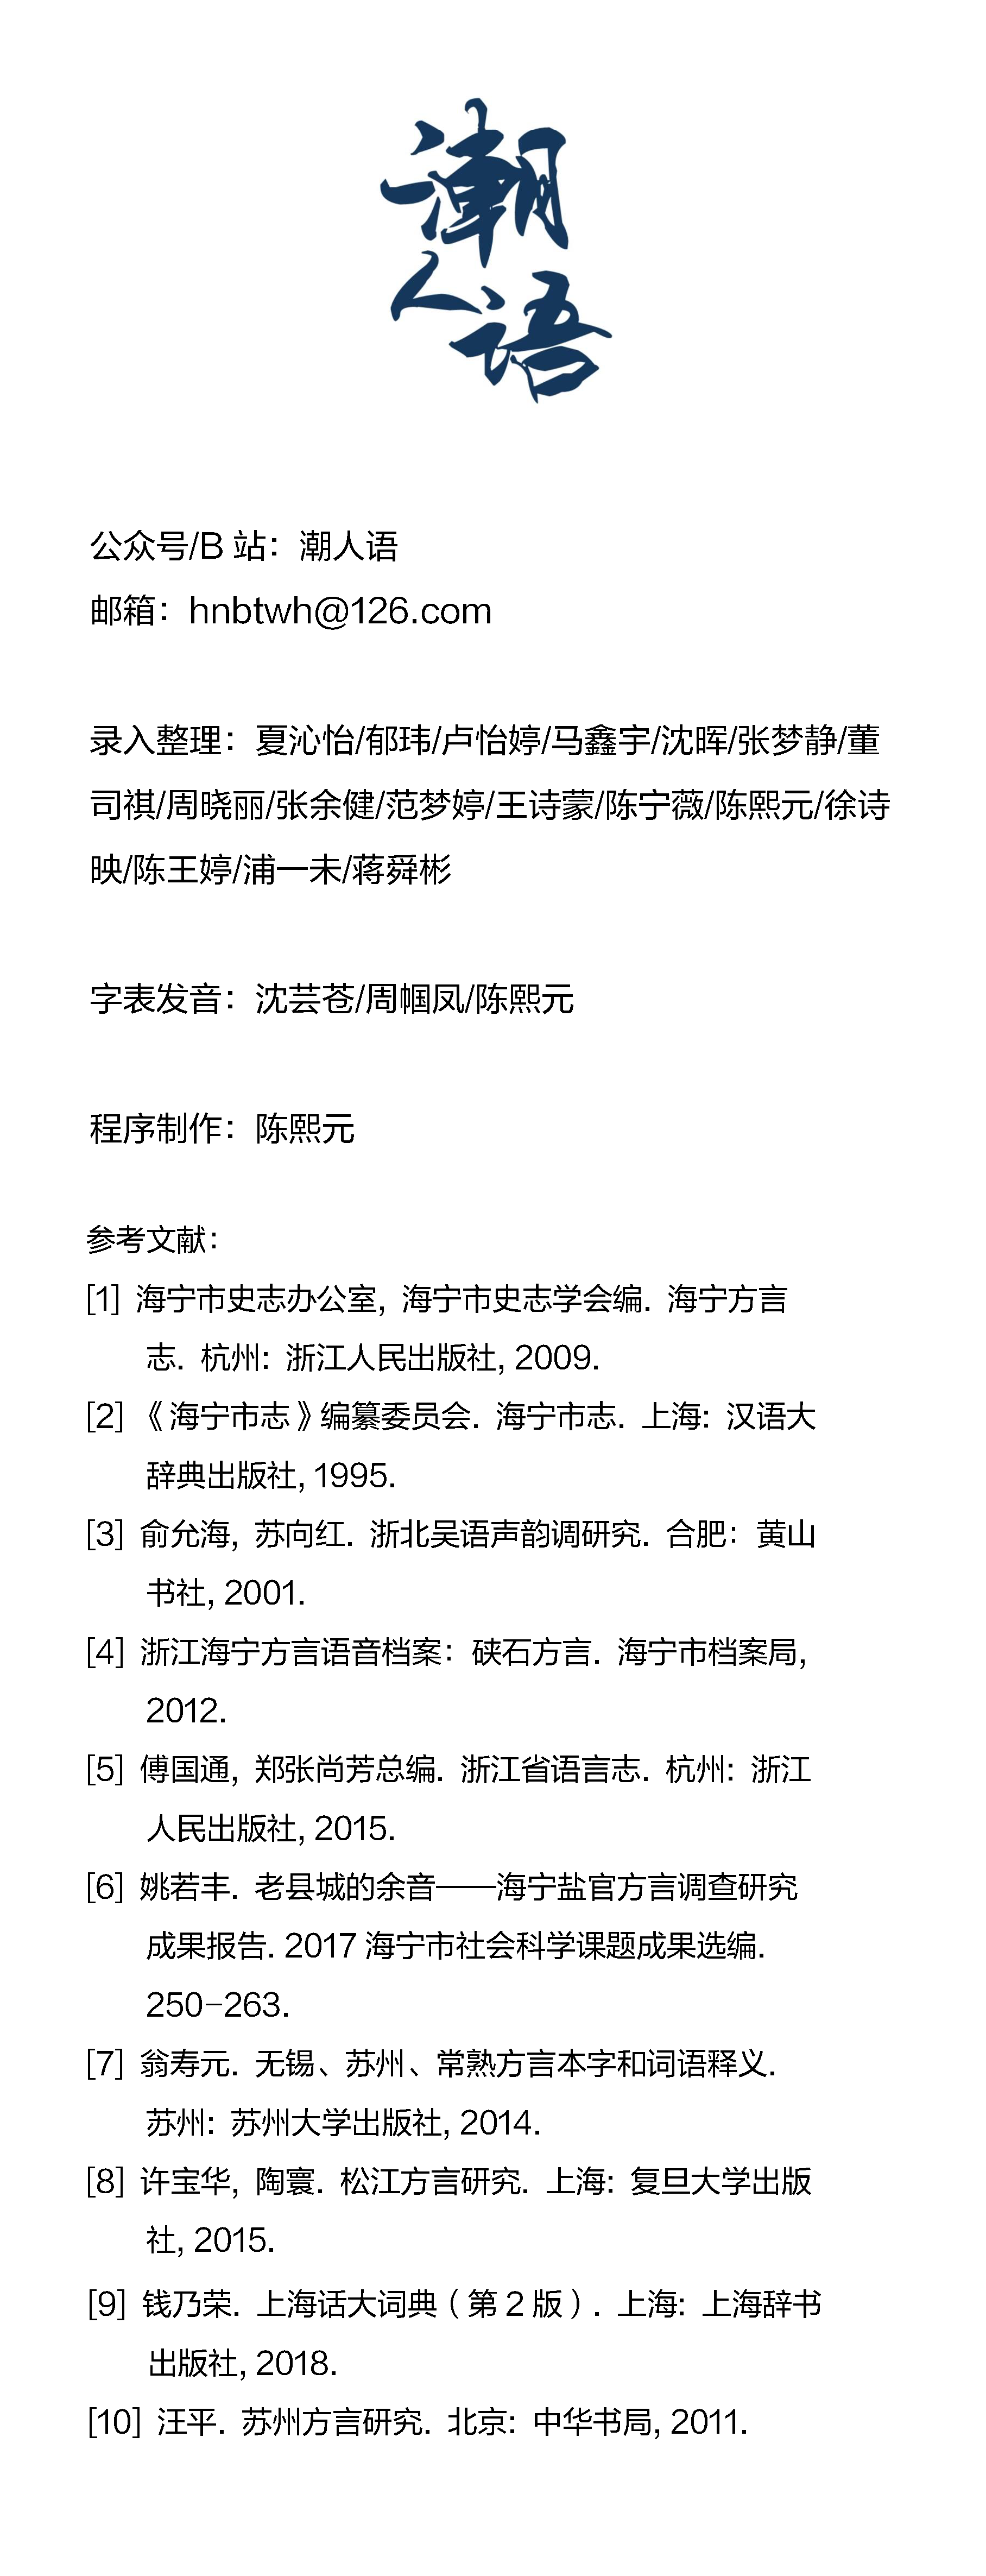 潮
人语
公众号/B 站：潮人语
邮箱：hnbtwh@126.com
录入整理：夏沁怡/郁玮/卢怡婷/马鑫宇/沈晖/张梦静/董
司祺/周晓丽/张余健/范梦婷/王诗蒙/陈宁薇/陈熙元/徐诗
映/陈王婷/浦一未/蒋舜彬
字表发音：沈芸苍/周帼凤/陈熙元
程序制作：陈熙元
参考文献：
[1] 海宁市史志办公室, 海宁市史志学会编. 海宁方言
志. 杭州: 浙江人民出版社, 2009.
[2] 《海宁市志》编纂委员会. 海宁市志. 上海: 汉语大
辞典出版社, 1995.
[3] 俞允海, 苏向红. 浙北吴语声韵调研究. 合肥：黄山
书社, 2001.
[4] 浙江海宁方言语音档案：硖石方言. 海宁市档案局,
2012.
[5] 傅国通, 郑张尚芳总编. 浙江省语言志. 杭州: 浙江
人民出版社, 2015.
[6] 姚若丰. 老县城的余音——海宁盐官方言调查研究
成果报告. 2017 海宁市社会科学课题成果选编.
250-263.
[7] 翁寿元. 无锡、苏州、常熟方言本字和词语释义.
苏州: 苏州大学出版社, 2014.
[8] 许宝华, 陶寰. 松江方言研究. 上海: 复旦大学出版
社, 2015.
[9] 钱乃荣. 上海话大词典（第 2 版）. 上海: 上海辞书
出版社, 2018.
[10] 汪平. 苏州方言研究. 北京: 中华书局, 2011.